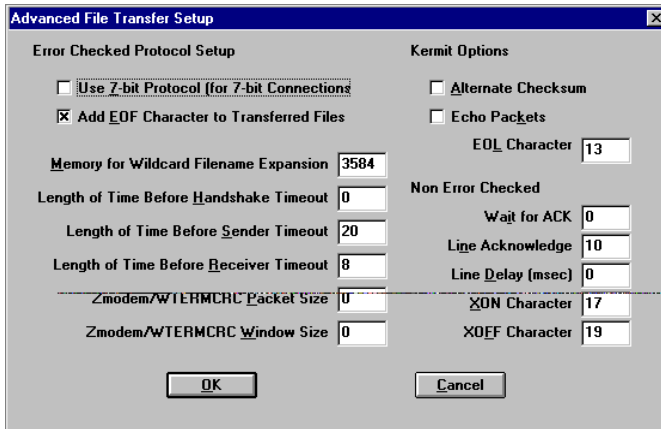 Advanced File Transfer Setup
Error Checked Protocol Setup
Use 7-bit Protocol (for 7-bit Connections
Add EOF Character to Transferred Files
Memory for Wildcard Filename Expansion 3584
Length of Time Before Handshake Timeout 0
Length of Time Before Sender Timeout 20
Length of Time Before Receiver Timeout 8
Zmodem/WTERMCRC Packet Size 0
Zmodem/WTERMCRC Window Size 0
Kermit Options
Alternate Checksum
Echo Packets
EOL Character 13
Non Error Checked
Wait for ACK 0
Line Acknowledge 10
Line Delay (msec) 0
XON Character 17
XOFF Character 19
OK
Cancel